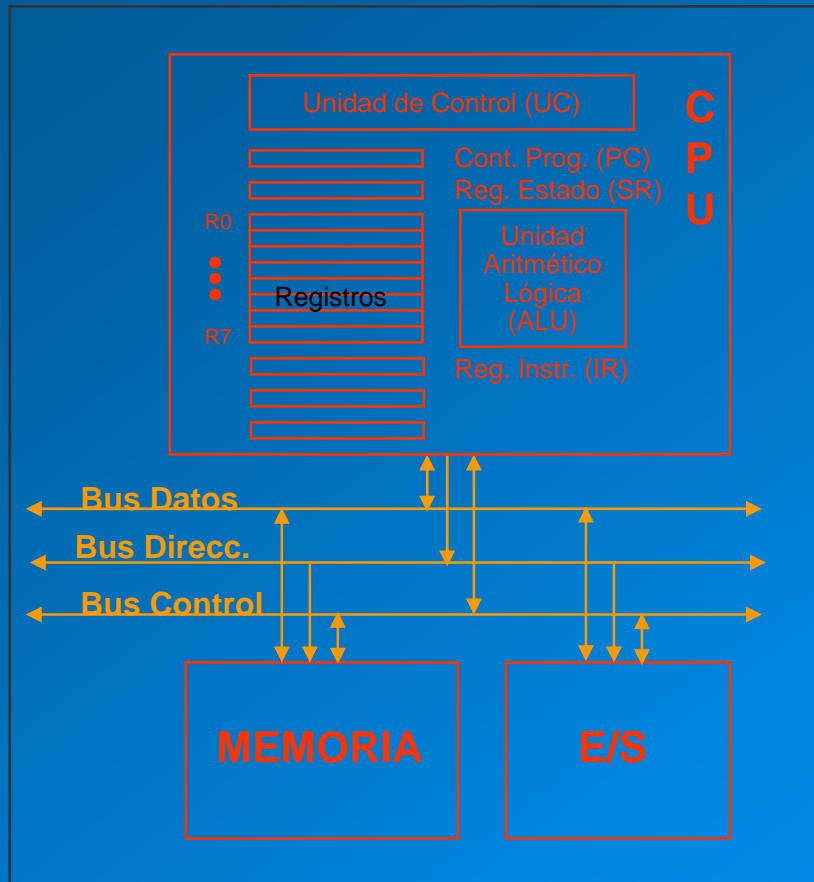 Unidad de Control (UC)
C
P
U
Cont. Prog. (PC)
Reg. Estado (SR)
R0
Registros
R7
Unidad
Aritmético
Lógica
(ALU)
Reg. Instr. (IR)
Bus Datos
Bus Direcc.
Bus Control
MEMORIA
E/S